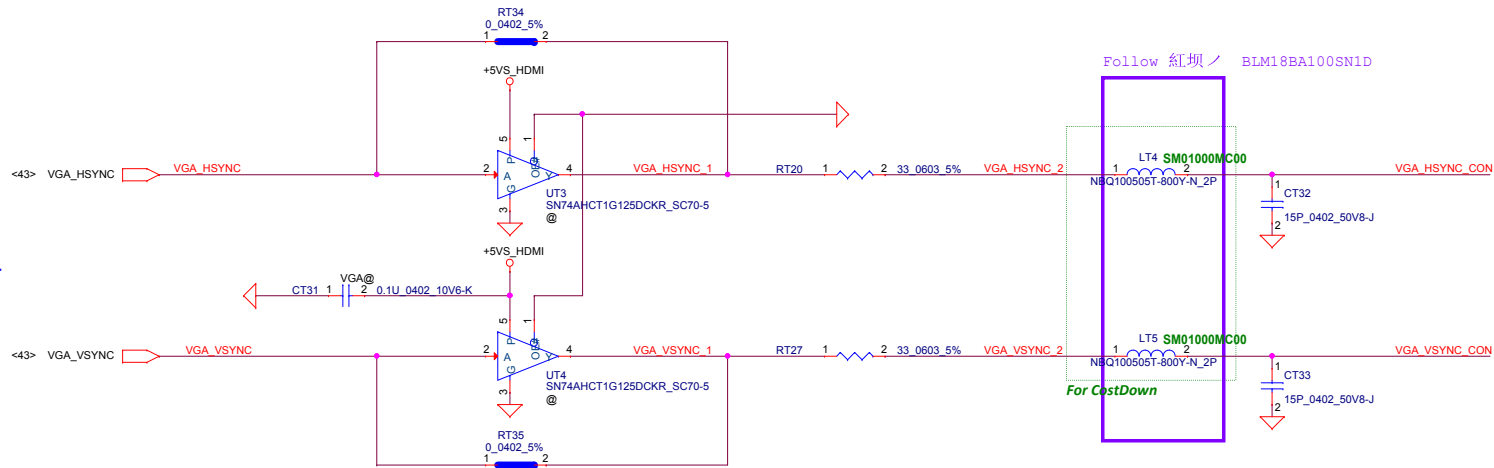 RT34
0_0402_5%
1 2
+5VS_HDMI
Follow 紅坝ノ BLM18BA100SN1D
5 1
P OE#
<43> VGA_HSYNC VGA_HSYNC 2 A Y 4 VGA_HSYNC_1 RT20 1 2 33_0603_5% VGA_HSYNC_2 1 LT4 2 SM01000MC00 VGA_HSYNC_CON
NBQ100505T-800Y-N_2P
G
3
UT3
SN74AHCT1G125DCKR_SC70-5
@
1
CT32
15P_0402_50V8-J
2
+5VS_HDMI
VGA@
CT31 1 2 0.1U_0402_10V6-K
5 1
P OE#
<43> VGA_VSYNC VGA_VSYNC 2 A Y 4 VGA_VSYNC_1 RT27 1 2 33_0603_5% VGA_VSYNC_2 1 LT5 2 SM01000MC00 VGA_VSYNC_CON
NBQ100505T-800Y-N_2P
G
3
UT4
SN74AHCT1G125DCKR_SC70-5
@
For CostDown
1
CT33
15P_0402_50V8-J
2
RT35
0_0402_5%
1 2